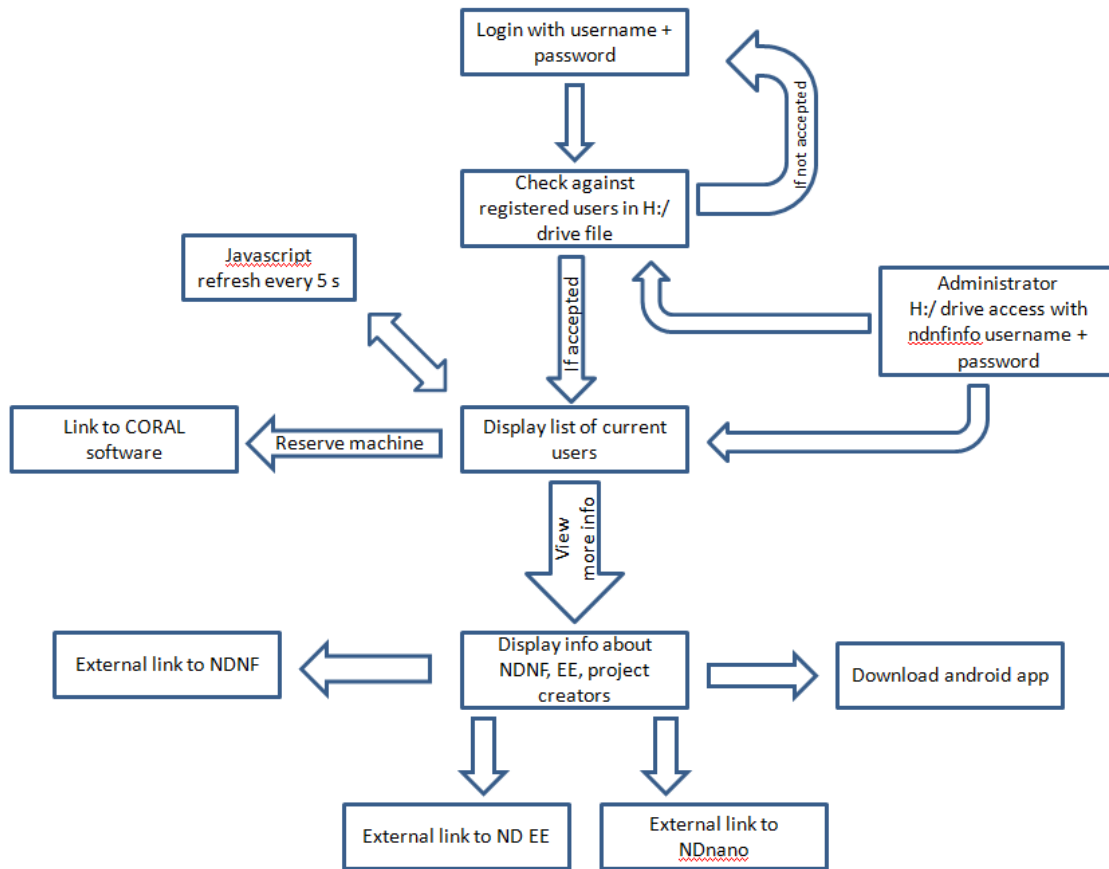 Login with username +
password
If not accepted
Check against
registered users in H:/
drive file
Javascript
refresh every 5 s
If accepted
Administrator
H:/ drive access with
ndnfinfo username +
password
Link to CORAL
software
Reserve machine
Display list of current
users
View
more info
External link to NDNF
Display info about
NDNF, EE, project
creators
Download android app
External link to ND EE
External link to
NDnano